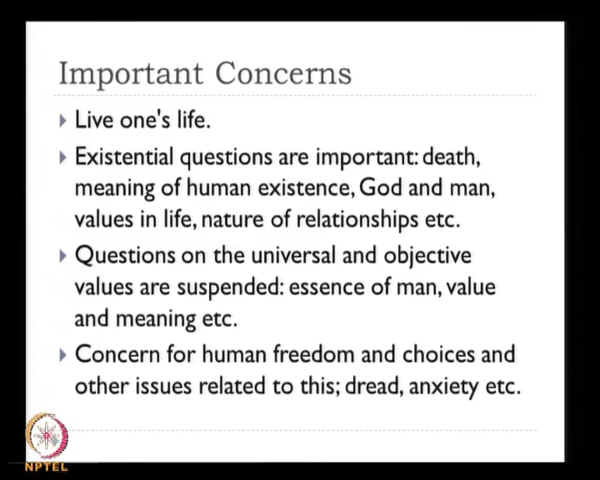 Important Concerns
Live one's life.
Existential questions are important: death,
meaning of human existence, God and man,
values in life, nature of relationships etc.
Questions on the universal and objective
values are suspended: essence of man, value
and meaning etc.
Concern for human freedom and choices and
other issues related to this; dread, anxiety etc.
NPTEL